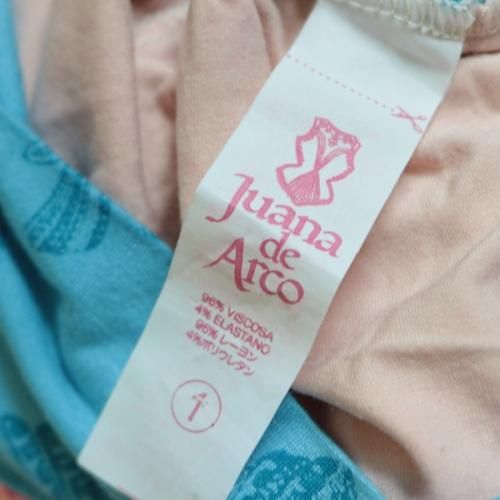 Juana
de
Arco
96% VISCOSA
4% ELASTANO
96% レーヨン
4%ポリウレタン
1